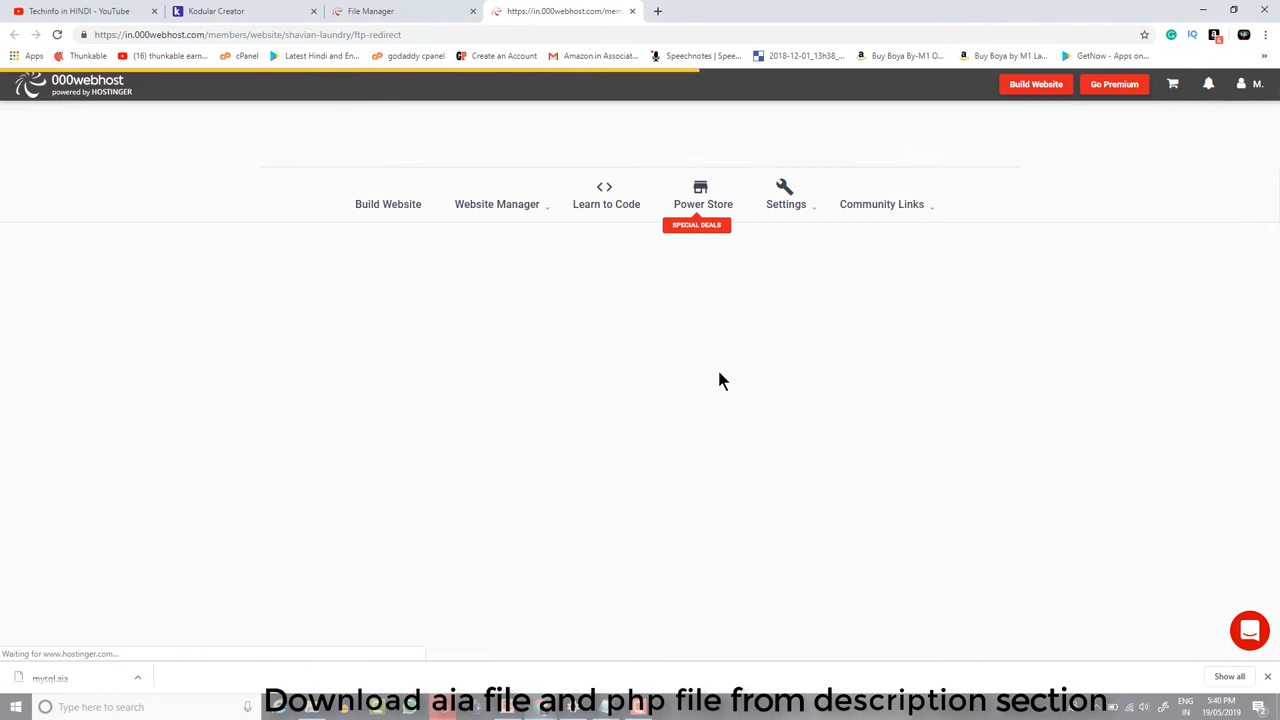 Techinfo in HINDI - YouTube
Kodular Creator
File Manager
https://in.000webhost.com/mem
https://in.000webhost.com/members/website/shavian-laundry/ftp-redirect
IQ
Apps
Thunkable
(16) thunkable earn...
cPanel
godaddy cpanel
Latest Hindi and En...
Create an Account
Amazon.in Associat...
Speechnotes | Spee...
2018-12-01_13h38_...
Buy Boya By-M1 O...
Buy Boya by M1 La...
GetNow - Apps on...
000webhost
powered by HOSTINGER
Build Website
Go Premium
M.
Build Website
Website Manager
Learn to Code
Power Store
Settings
Community Links
SPECIAL DEALS
Waiting for www.hostinger.com...
mysql.aia
Show all
Download aia file and php file from description section
Type here to search
ENG
IN
5:40 PM
19/05/2019
2